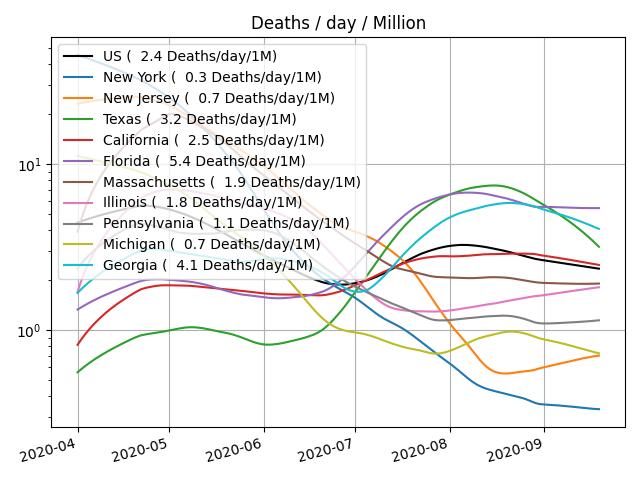 Deaths / day / Million
US (  2.4 Deaths/day/1M)
New York (  0.3 Deaths/day/1M)
New Jersey (  0.7 Deaths/day/1M)
Texas (  3.2 Deaths/day/1M)
California (  2.5 Deaths/day/1M)
Florida (  5.4 Deaths/day/1M)
Massachusetts (  1.9 Deaths/day/1M)
Illinois (  1.8 Deaths/day/1M)
Pennsylvania (  1.1 Deaths/day/1M)
Michigan (  0.7 Deaths/day/1M)
Georgia (  4.1 Deaths/day/1M)
10¹
10⁰
2020-04 2020-05 2020-06 2020-07 2020-08 2020-09